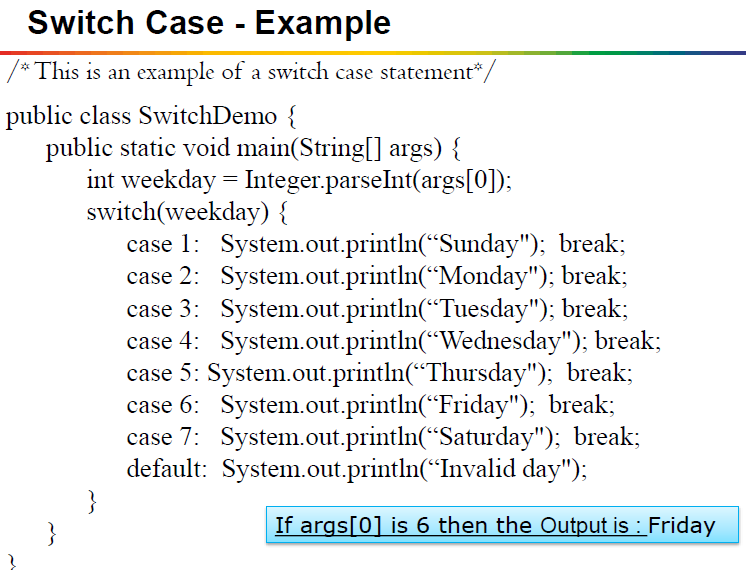 Switch Case - Example
/* This is an example of a switch case statement*/
public class SwitchDemo {
public static void main(String[] args) {
int weekday = Integer.parseInt(args[0]);
switch(weekday) {
case 1: System.out.println(“Sunday"); break;
case 2: System.out.println(“Monday"); break;
case 3: System.out.println(“Tuesday"); break;
case 4: System.out.println(“Wednesday"); break;
case 5: System.out.println(“Thursday"); break;
case 6: System.out.println(“Friday"); break;
case 7: System.out.println(“Saturday"); break;
default: System.out.println(“Invalid day");
}
If args[0] is 6 then the Output is : Friday
}
}